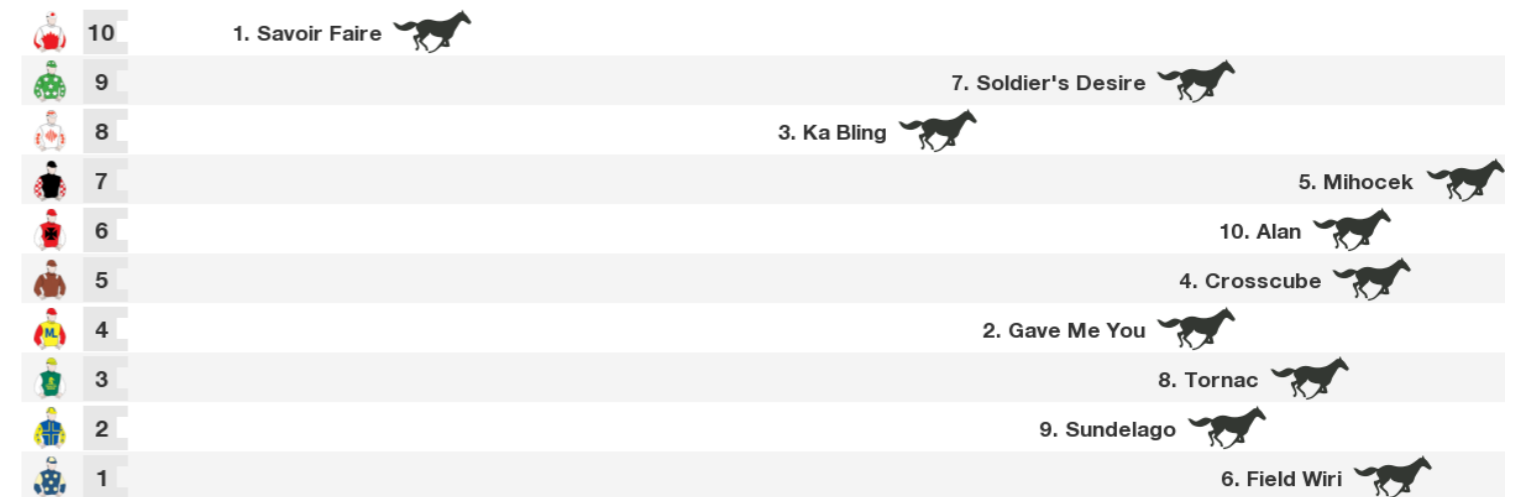 10 1. Savoir Faire
9 7. Soldier's Desire
8 3. Ka Bling
7 5. Mihocek
6 10. Alan
5 4. Crosscube
ML 4 2. Gave Me You
3 8. Tornac
2 9. Sundelago
1 6. Field Wiri